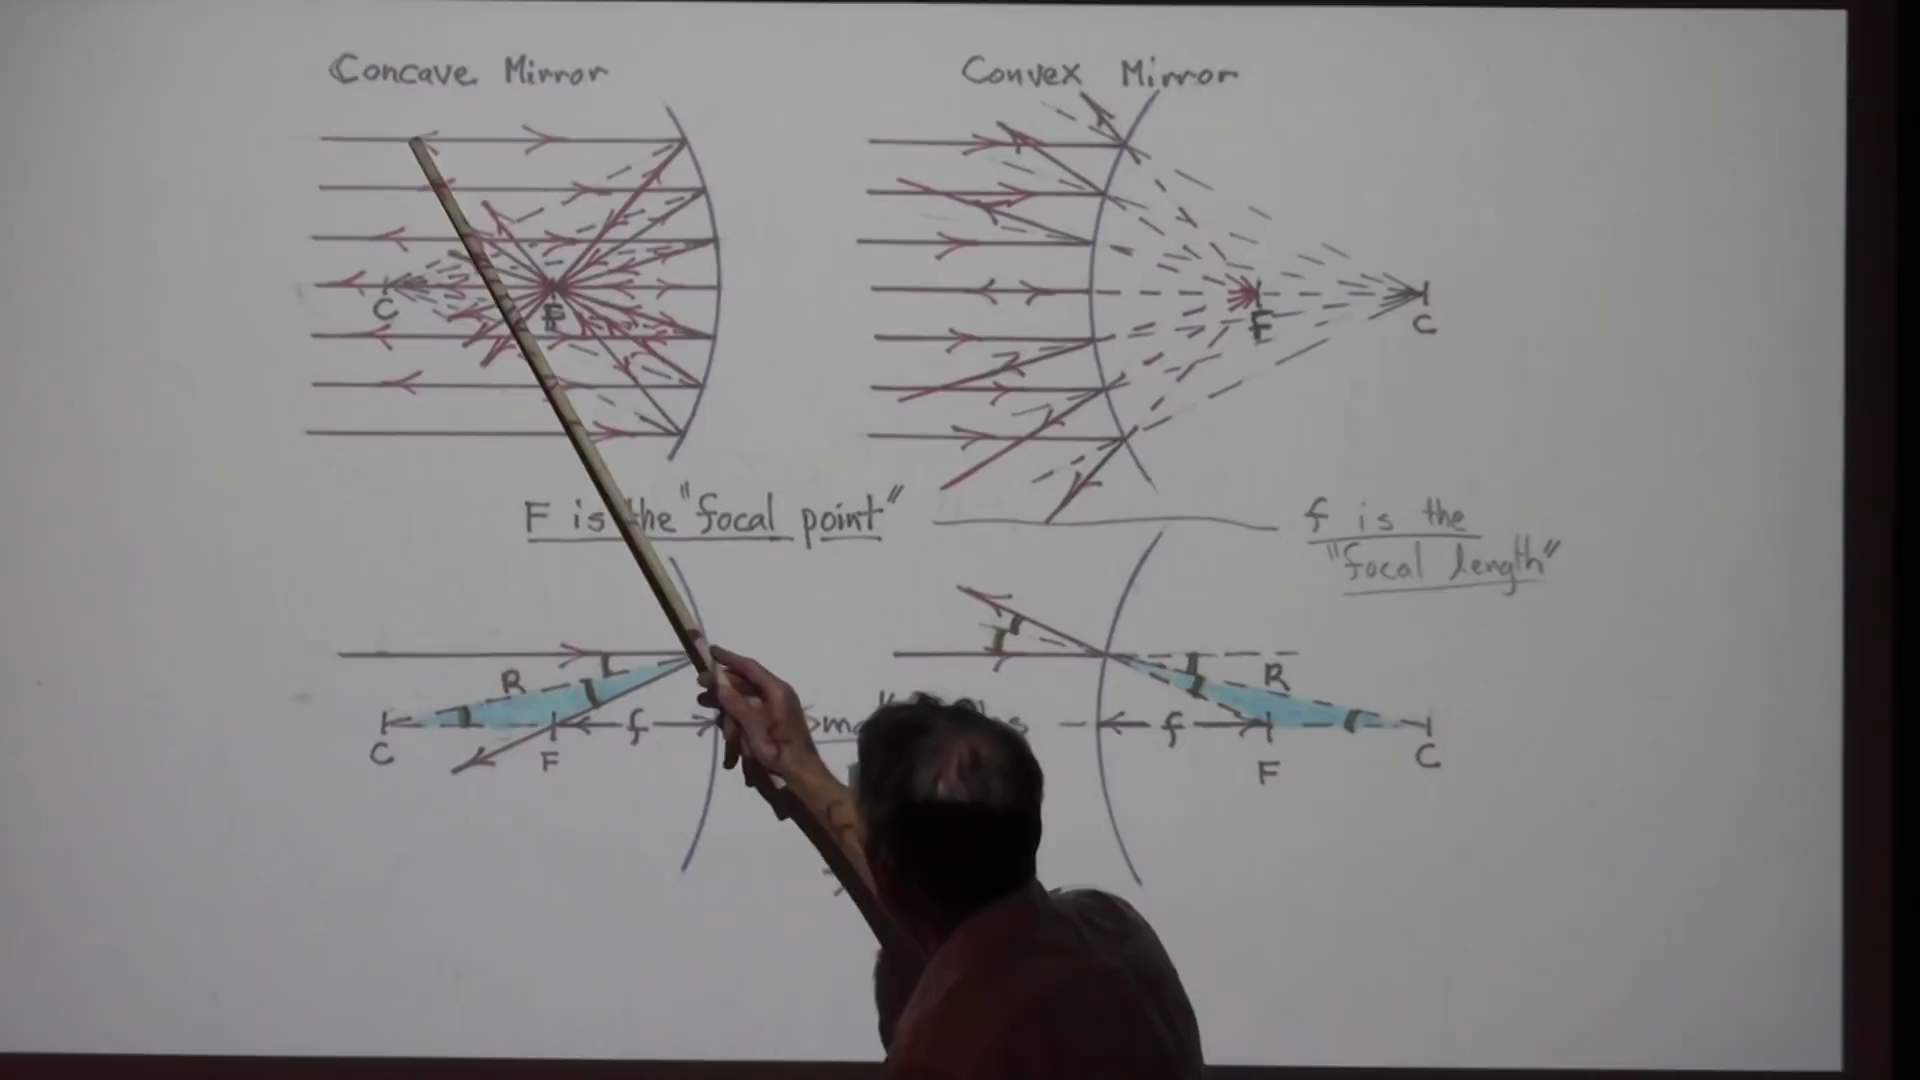 Concave Mirror
Convex Mirror
C
F
F
C
F is the "focal point"
f is the
"focal length"
R
R
f
f
C
F
F
C